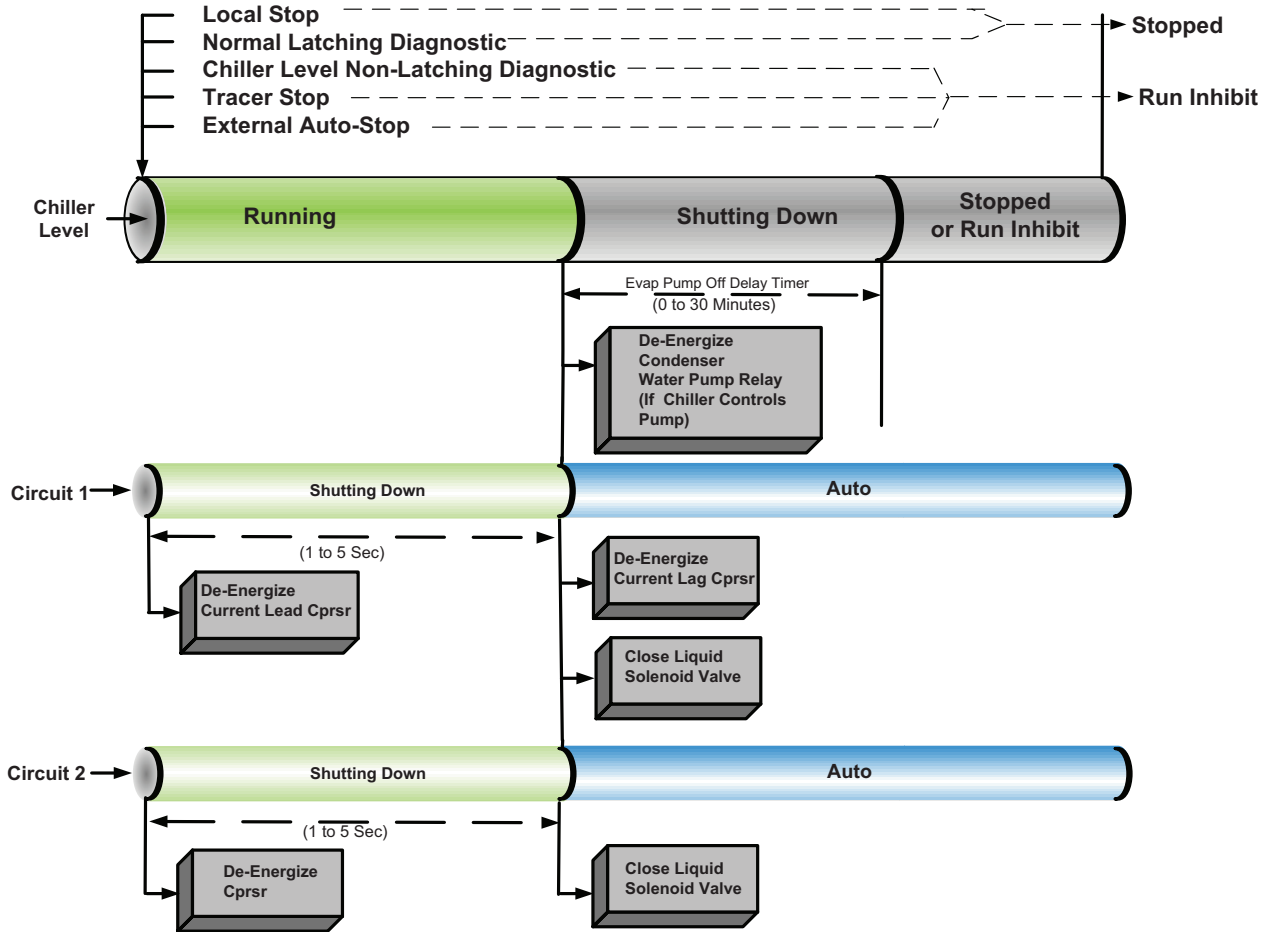 Local Stop
Normal Latching Diagnostic
Chiller Level Non-Latching Diagnostic
Tracer Stop
External Auto-Stop
Stopped
Run Inhibit
Chiller
Level
Running
Shutting Down
Stopped
or Run Inhibit
Evap Pump Off Delay Timer
(0 to 30 Minutes)
De-Energize
Condenser
Water Pump Relay
(If Chiller Controls
Pump)
Circuit 1
Shutting Down
Auto
(1 to 5 Sec)
De-Energize
Current Lead Cprsr
De-Energize
Current Lag Cprsr
Close Liquid
Solenoid Valve
Circuit 2
Shutting Down
Auto
(1 to 5 Sec)
De-Energize
Cprsr
Close Liquid
Solenoid Valve